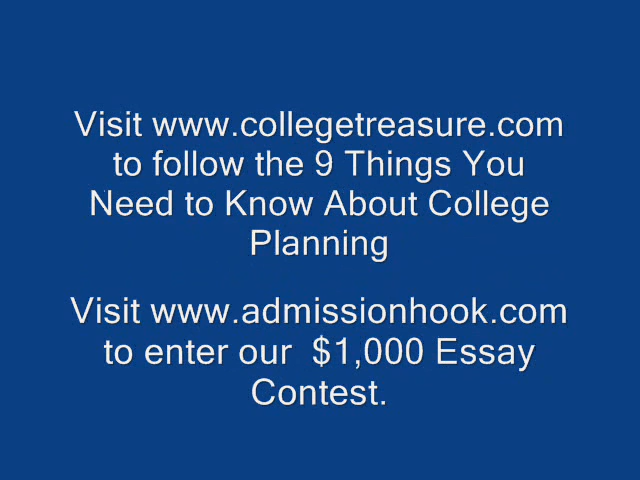 Visit www.collegetreasure.com
to follow the 9 Things You
Need to Know About College
Planning
Visit www.admissionhook.com
to enter our  $1,000 Essay
Contest.